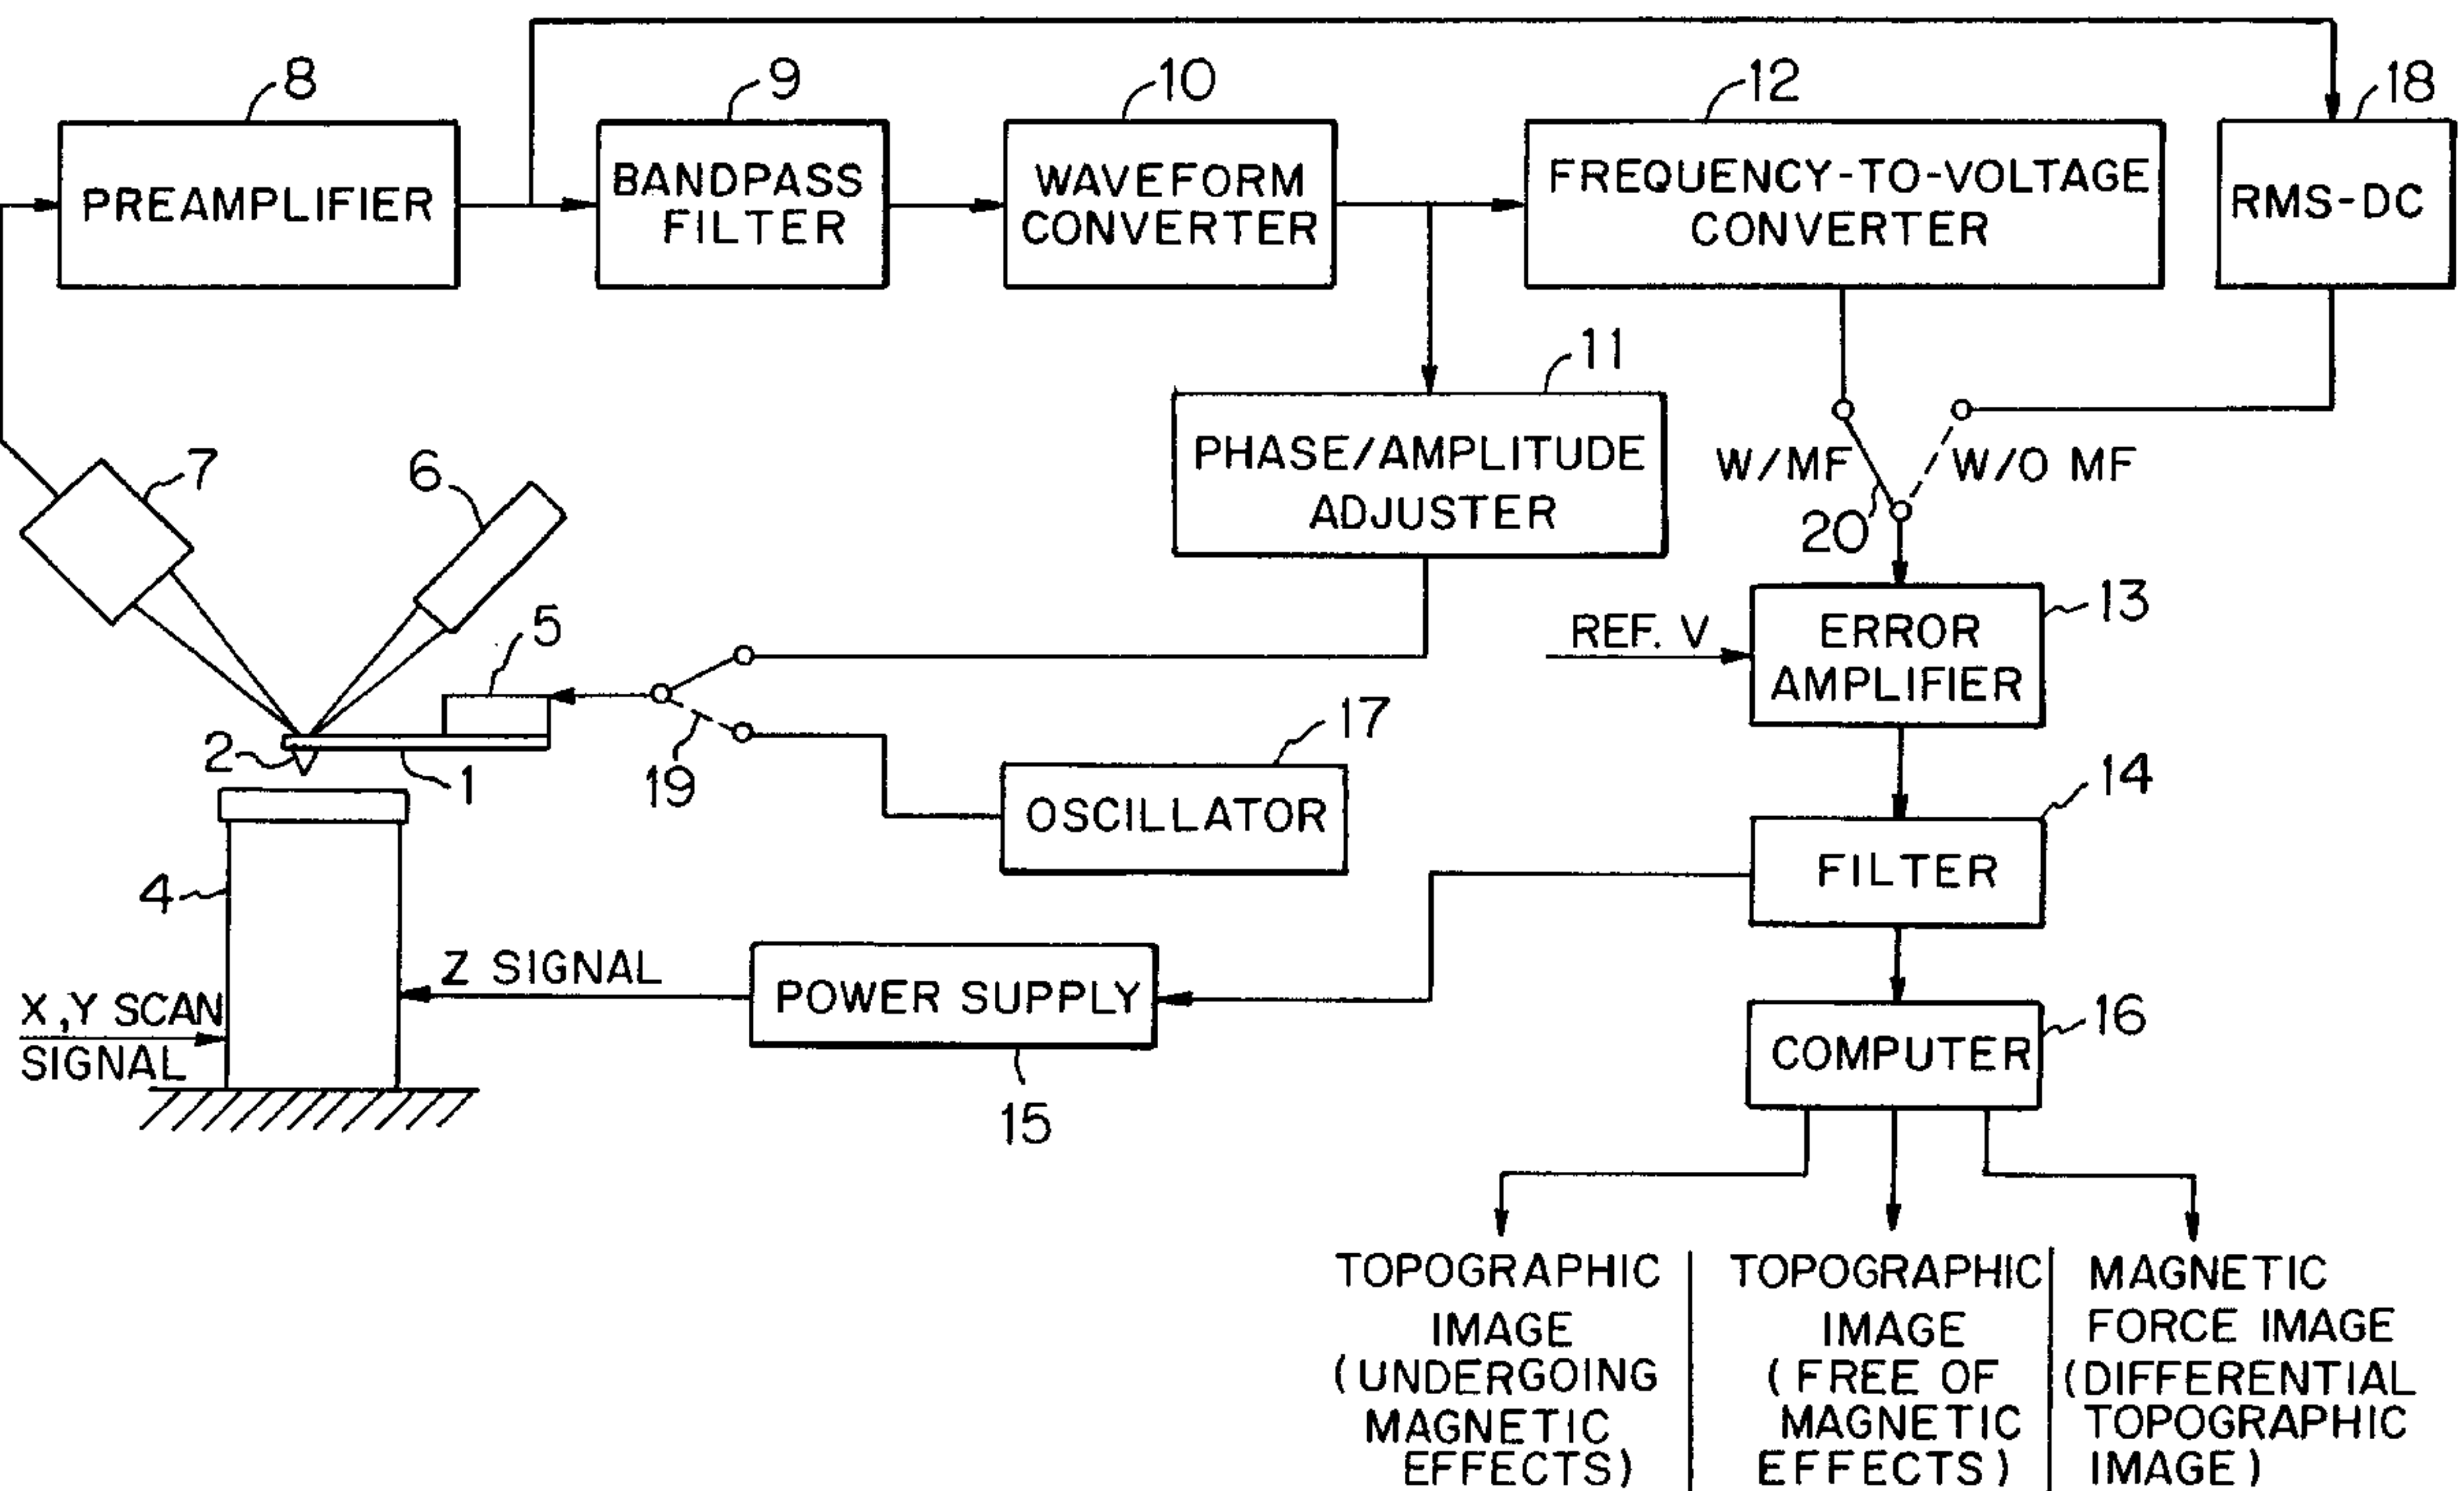 8
9
10
12
18
PREAMPLIFIER
BANDPASS
FILTER
WAVEFORM
CONVERTER
FREQUENCY-TO-VOLTAGE
CONVERTER
RMS-DC
11
PHASE/AMPLITUDE
ADJUSTER
W/MF
W/O MF
20
7
6
5
2
1
19
17
OSCILLATOR
REF. V
ERROR
AMPLIFIER
13
14
FILTER
4
Z SIGNAL
POWER SUPPLY
15
X,Y SCAN
SIGNAL
16
COMPUTER
TOPOGRAPHIC
IMAGE
(UNDERGOING
MAGNETIC
EFFECTS)
TOPOGRAPHIC
IMAGE
(FREE OF
MAGNETIC
EFFECTS)
MAGNETIC
FORCE IMAGE
(DIFFERENTIAL
TOPOGRAPHIC
IMAGE)